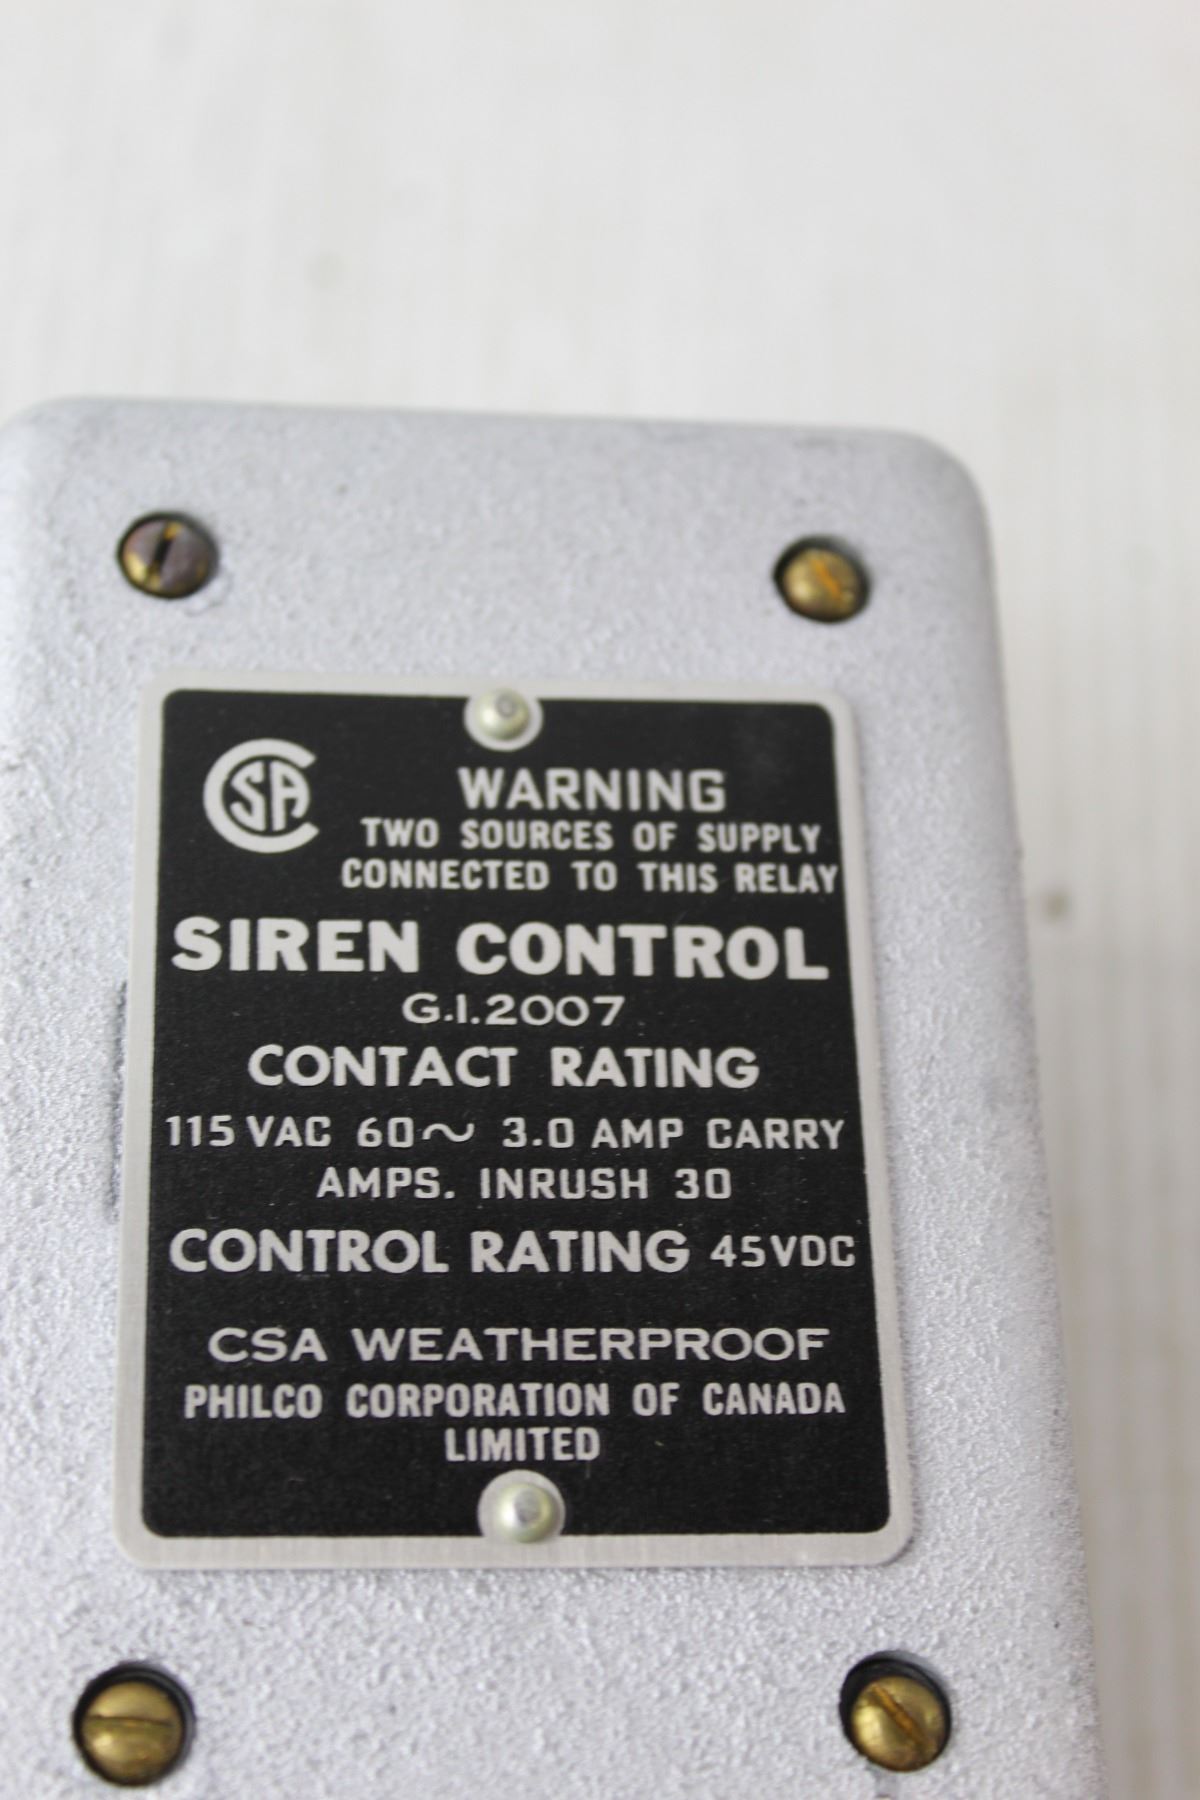 CSA
WARNING
TWO SOURCES OF SUPPLY
CONNECTED TO THIS RELAY
SIREN CONTROL
G.I.2007
CONTACT RATING
115 VAC 60~ 3.0 AMP CARRY
AMPS. INRUSH 30
CONTROL RATING 45VDC
CSA WEATHERPROOF
PHILCO CORPORATION OF CANADA
LIMITED